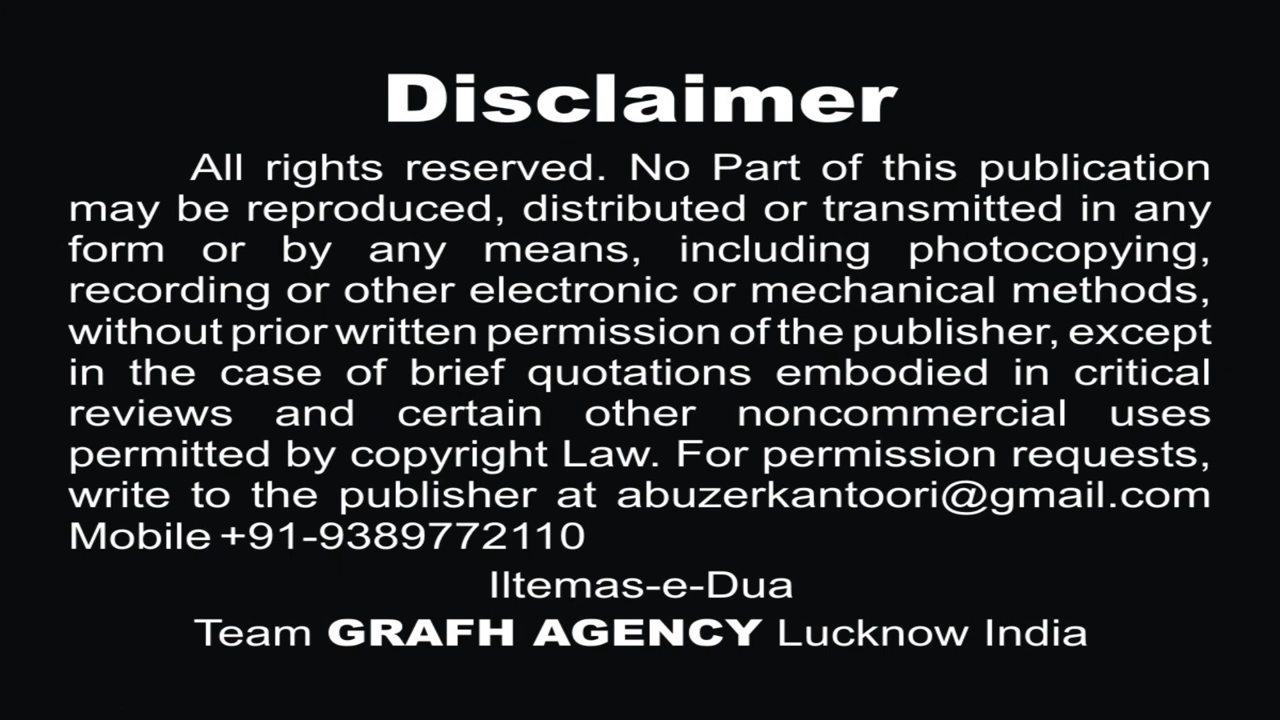 Disclaimer
All rights reserved. No Part of this publication
may be reproduced, distributed or transmitted in any
form or by any means, including photocopying,
recording or other electronic or mechanical methods,
without prior written permission of the publisher, except
in the case of brief quotations embodied in critical
reviews and certain other noncommercial uses
permitted by copyright Law. For permission requests,
write to the publisher at abuzerkantoori@gmail.com
Mobile +91-9389772110
IItemas-e-Dua
Team GRAFH AGENCY Lucknow India